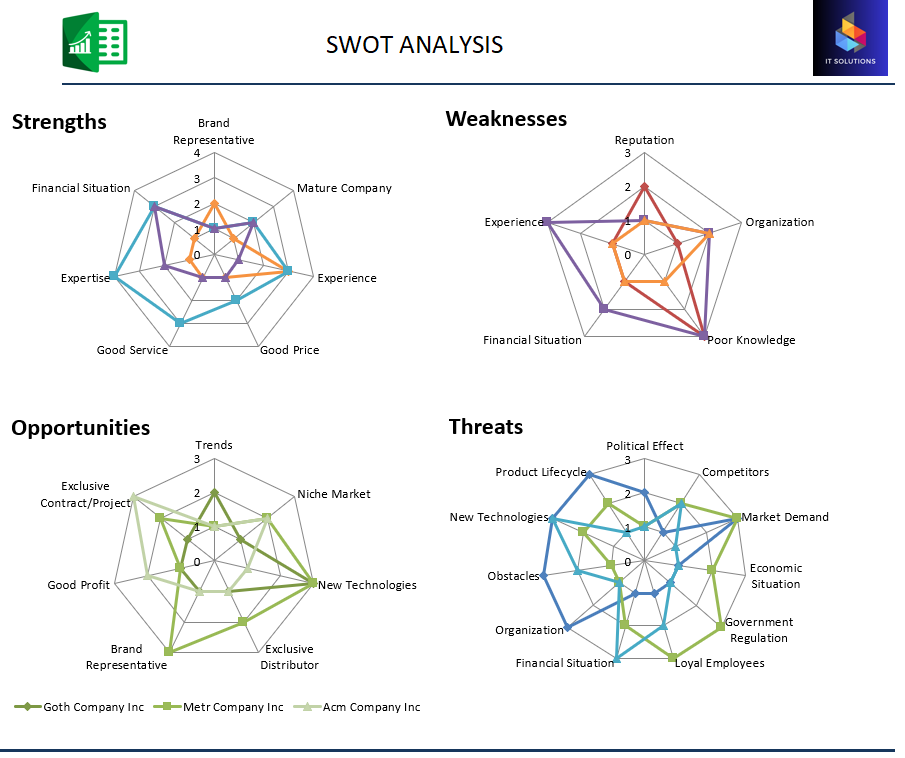 SWOT ANALYSIS
IT SOLUTIONS
Strengths
Brand
Representative
4
3
2
1
0
Financial Situation
Mature Company
Expertise
Experience
Good Service
Good Price
Weaknesses
Reputation
3
2
1
0
Experience
Organization
Financial Situation
Poor Knowledge
Opportunities
Trends
3
2
1
0
Exclusive
Contract/Project
Niche Market
Good Profit
New Technologies
Brand
Representative
Exclusive
Distributor
Goth Company Inc
Metr Company Inc
Acm Company Inc
Threats
Political Effect
3
2
1
0
Product Lifecycle
Competitors
New Technologies
Market Demand
Obstacles
Economic
Situation
Organization
Government
Regulation
Financial Situation
Loyal Employees